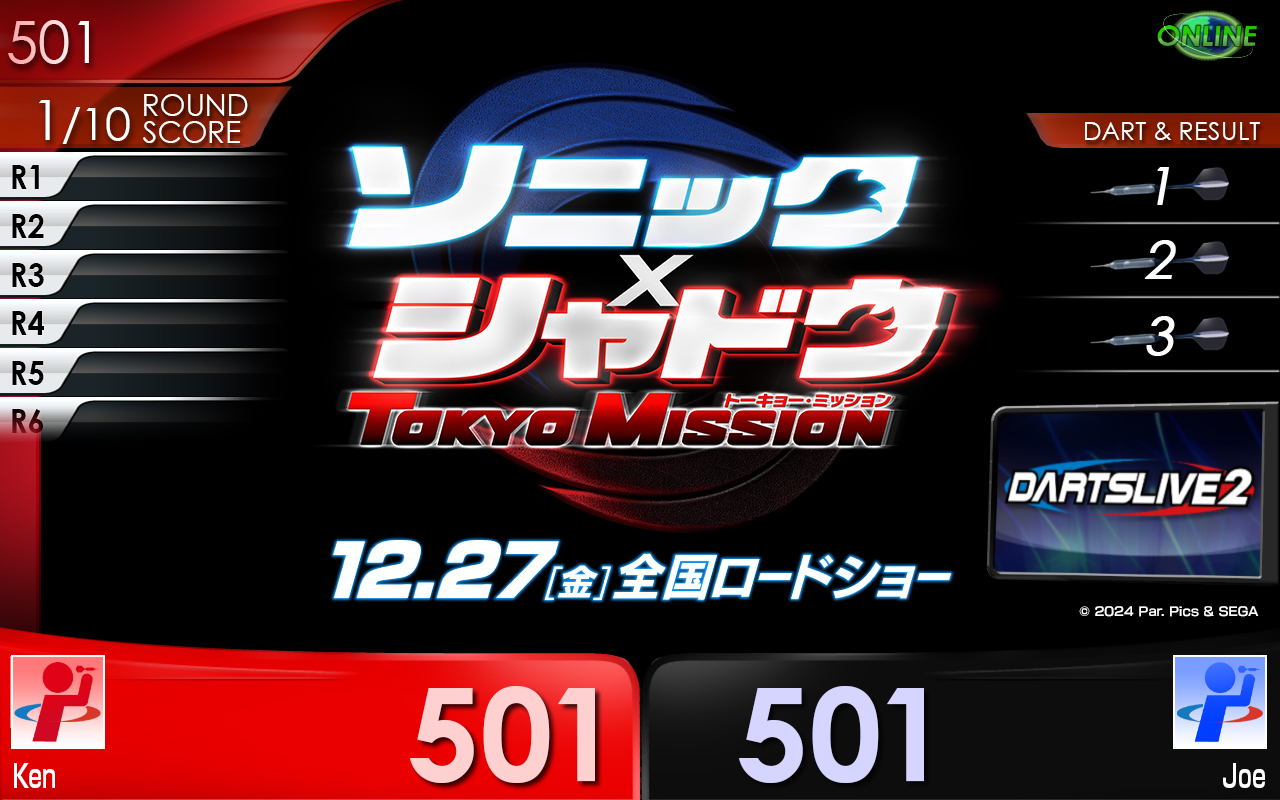 501
1/10 ROUND
SCORE
R1
R2
R3
R4
R5
R6
ONLINE
DART & RESULT
1
2
3
ソニック
×
シャドウ
トーキョー・ミッション
TOKYO MISSION
12.27[金]全国ロードショー
DARTSLIVE2
© 2024 Par. Pics & SEGA
501
501
Ken
Joe